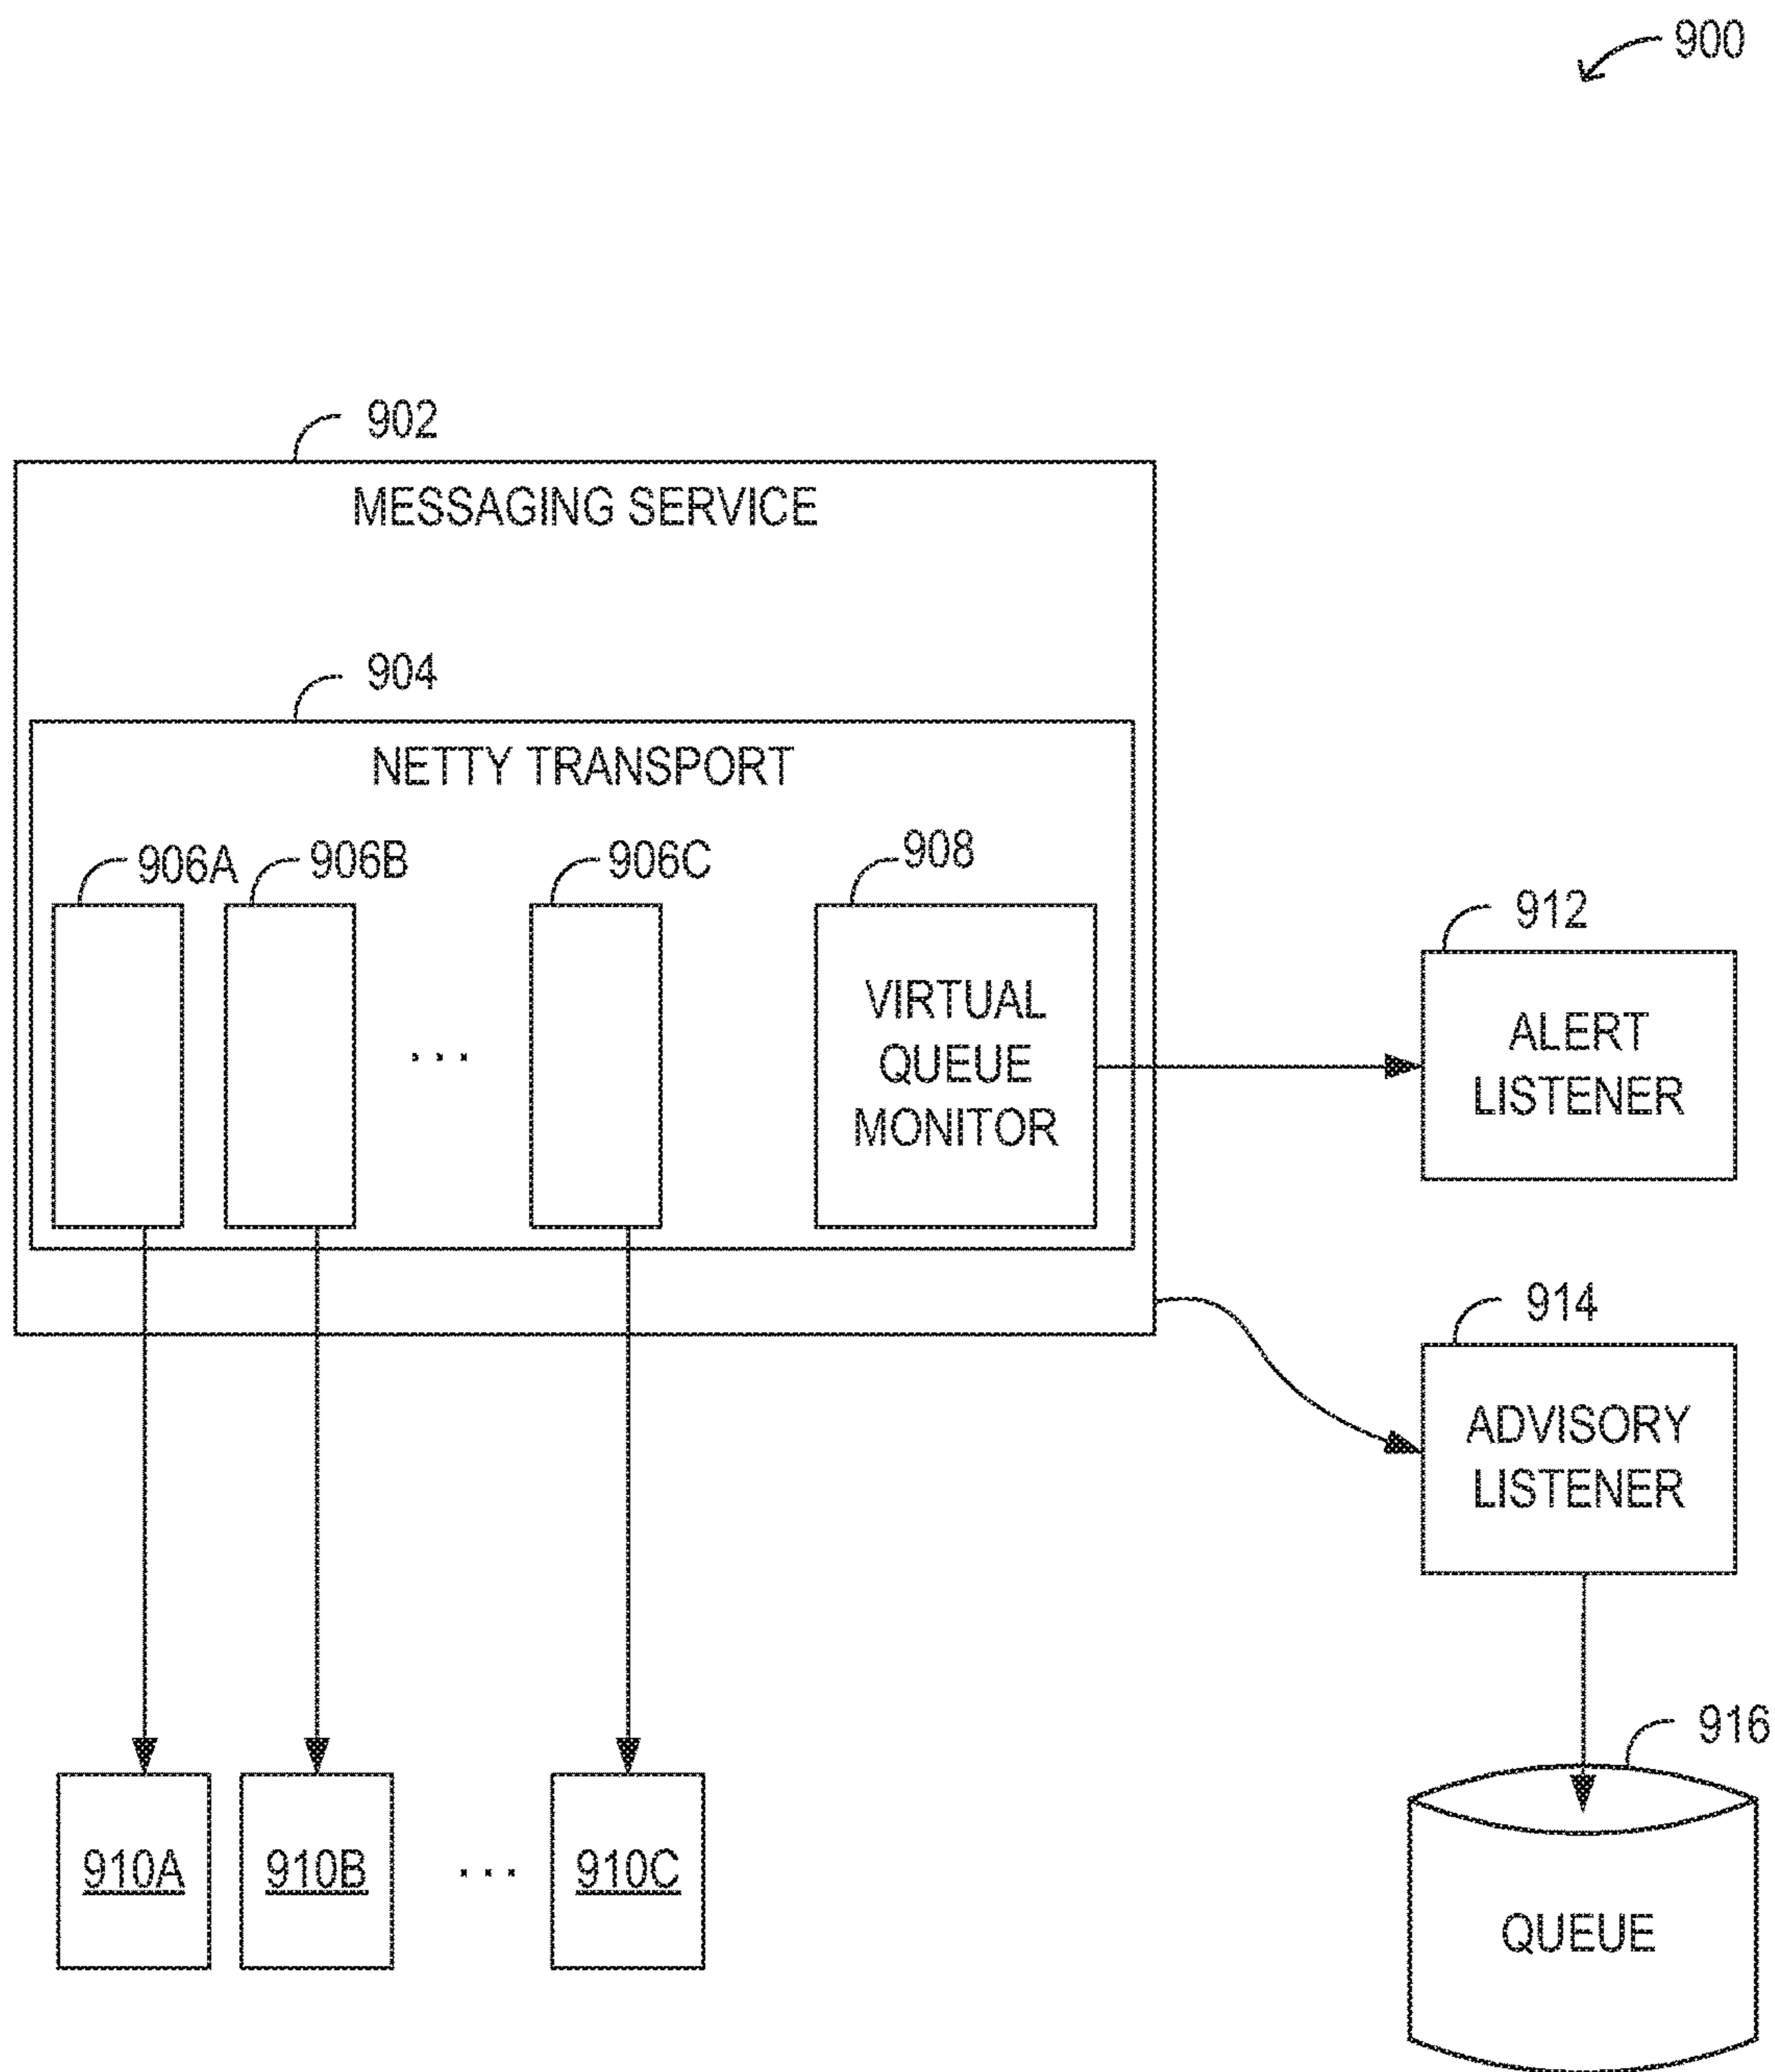 900
902
MESSAGING SERVICE
904
NETTY TRANSPORT
906A
906B
906C
908
VIRTUAL
QUEUE
MONITOR
...
912
ALERT
LISTENER
914
ADVISORY
LISTENER
916
QUEUE
910A
910B
...
910C